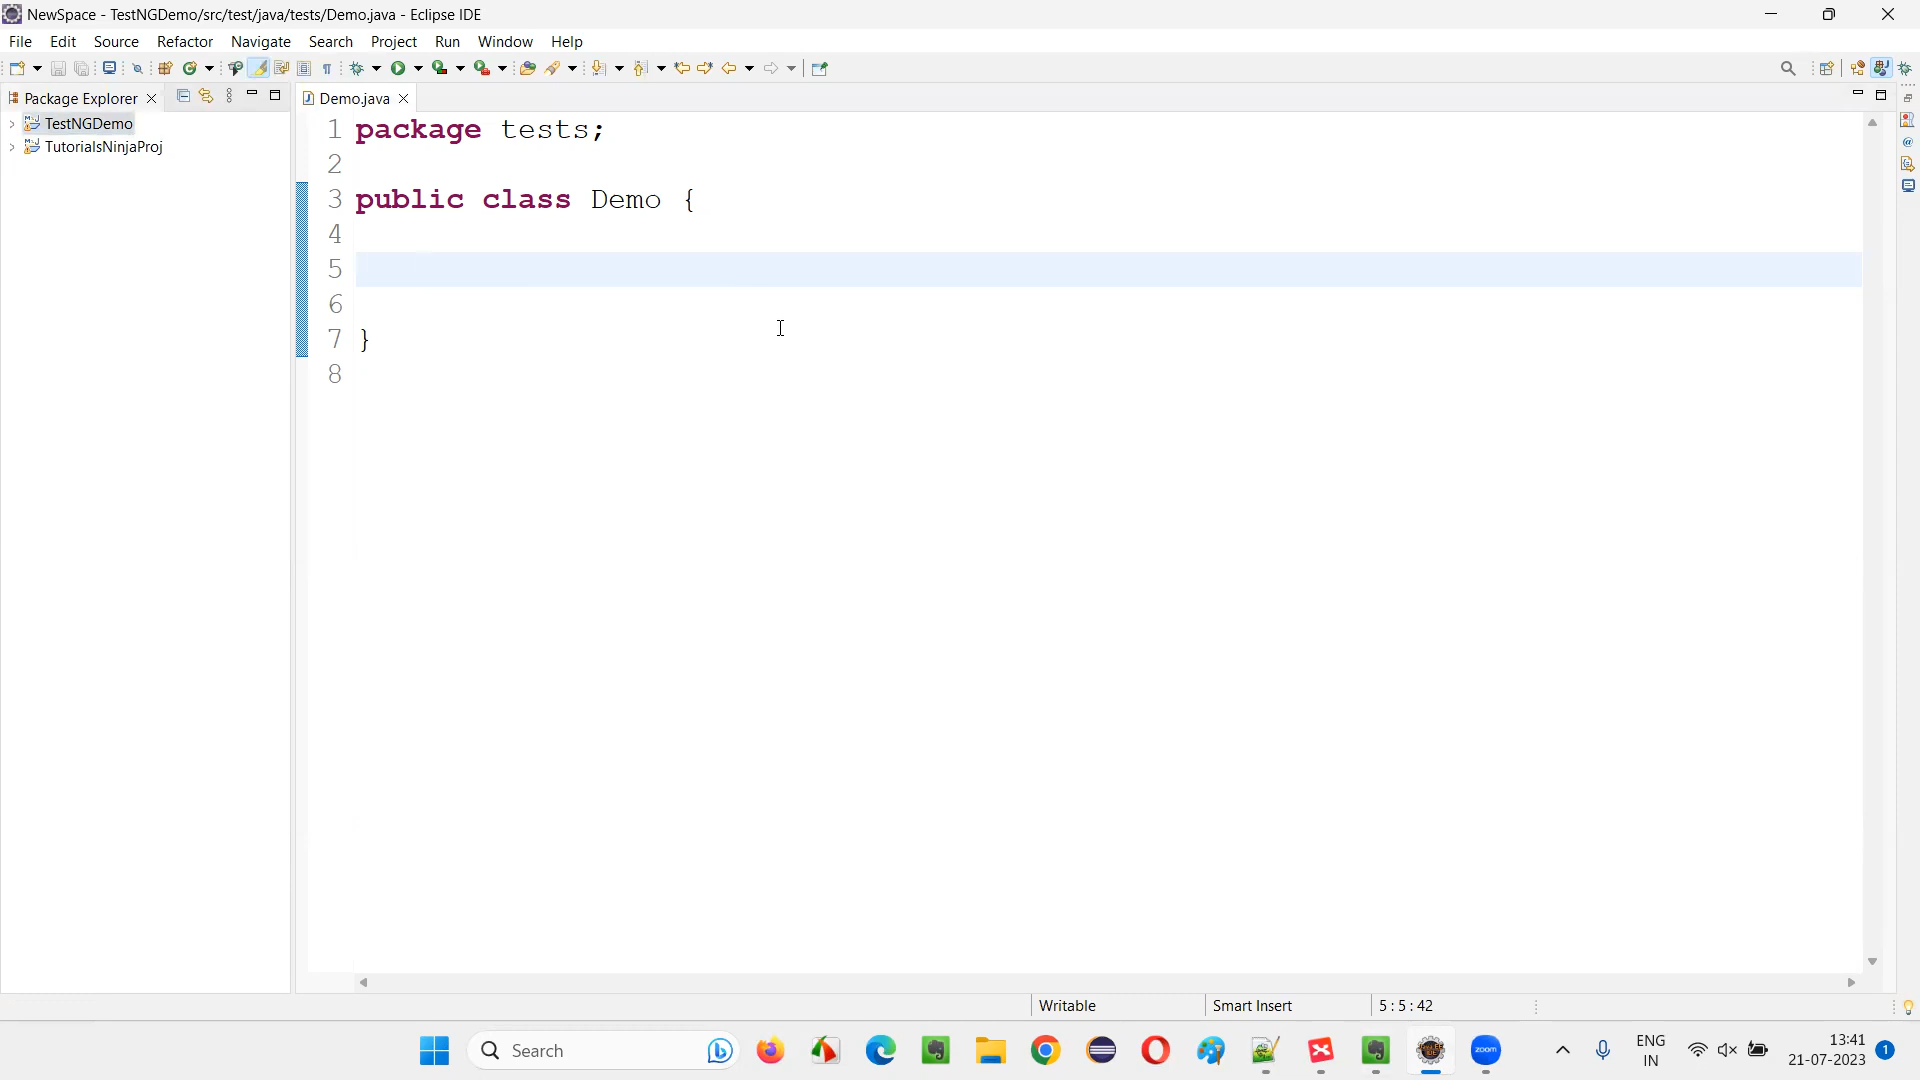 NewSpace - TestNGDemo/src/test/java/tests/Demo.java - Eclipse IDE
File Edit Source Refactor Navigate Search Project Run Window Help
Package Explorer
Demo.java
TestNGDemo
TutorialsNinjaProj
1 package tests;
2
3 public class Demo {
4
5
6
7 }
8
Writable Smart Insert 5 : 5 : 42
Search
zoom
ENG
IN
13:41
21-07-2023
1